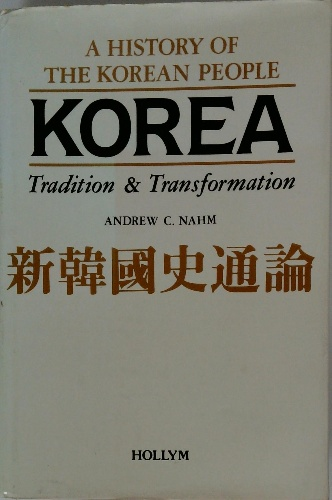 A HISTORY OF
THE KOREAN PEOPLE
KOREA
Tradition & Transformation
ANDREW C. NAHM
新韓國史通論
HOLLYM